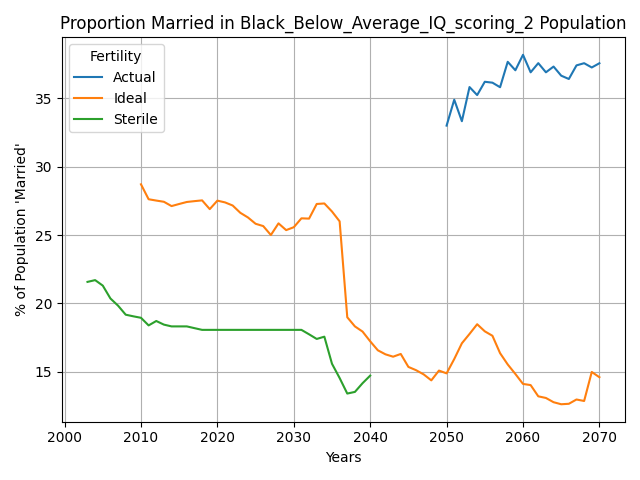 Proportion Married in Black_Below_Average_IQ_scoring_2 Population
Fertility
Actual
Ideal
Sterile
% of Population 'Married'
35
30
25
20
15
2000 2010 2020 2030 2040 2050 2060 2070
Years